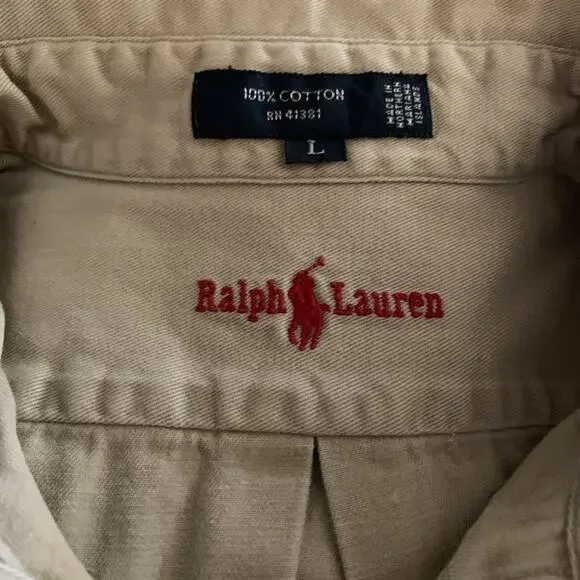 100% COTTON
RN 41381
MADE IN
NORTHERN
MARIANA
ISLANDS
L
Ralph Lauren